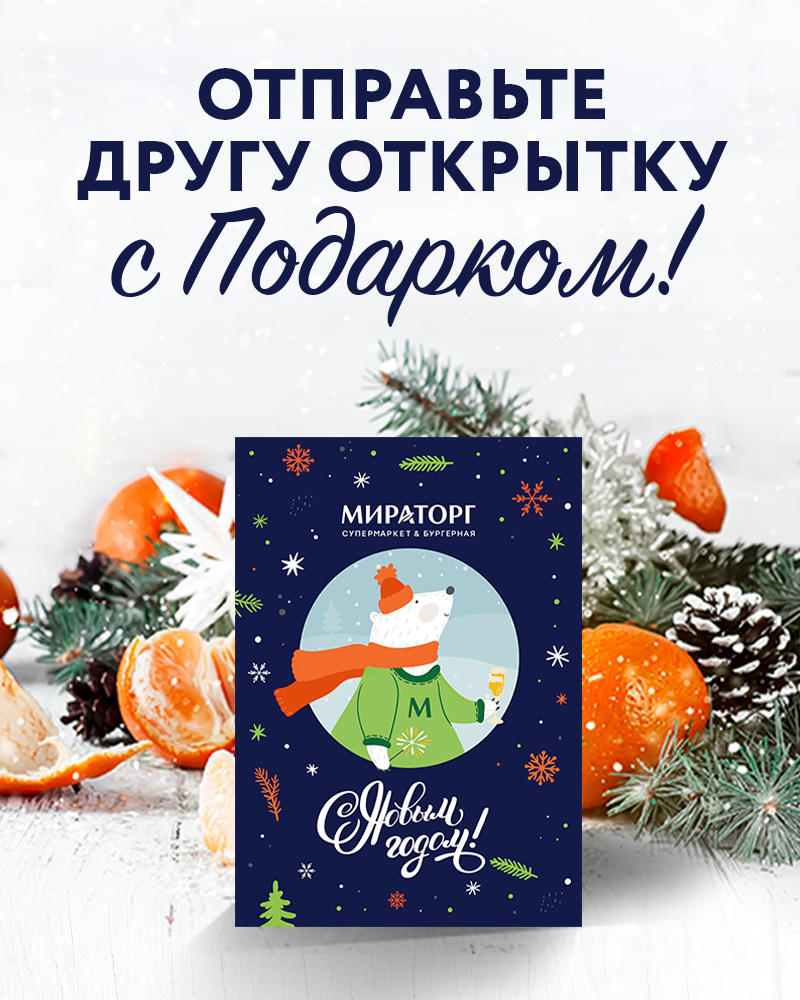 ОТПРАВЬТЕ
ДРУГУ ОТКРЫТКУ
с Подарком!
МИРАТОРГ
СУПЕРМАРКЕТ & БУРГЕРНАЯ
М
С Новым
годом!